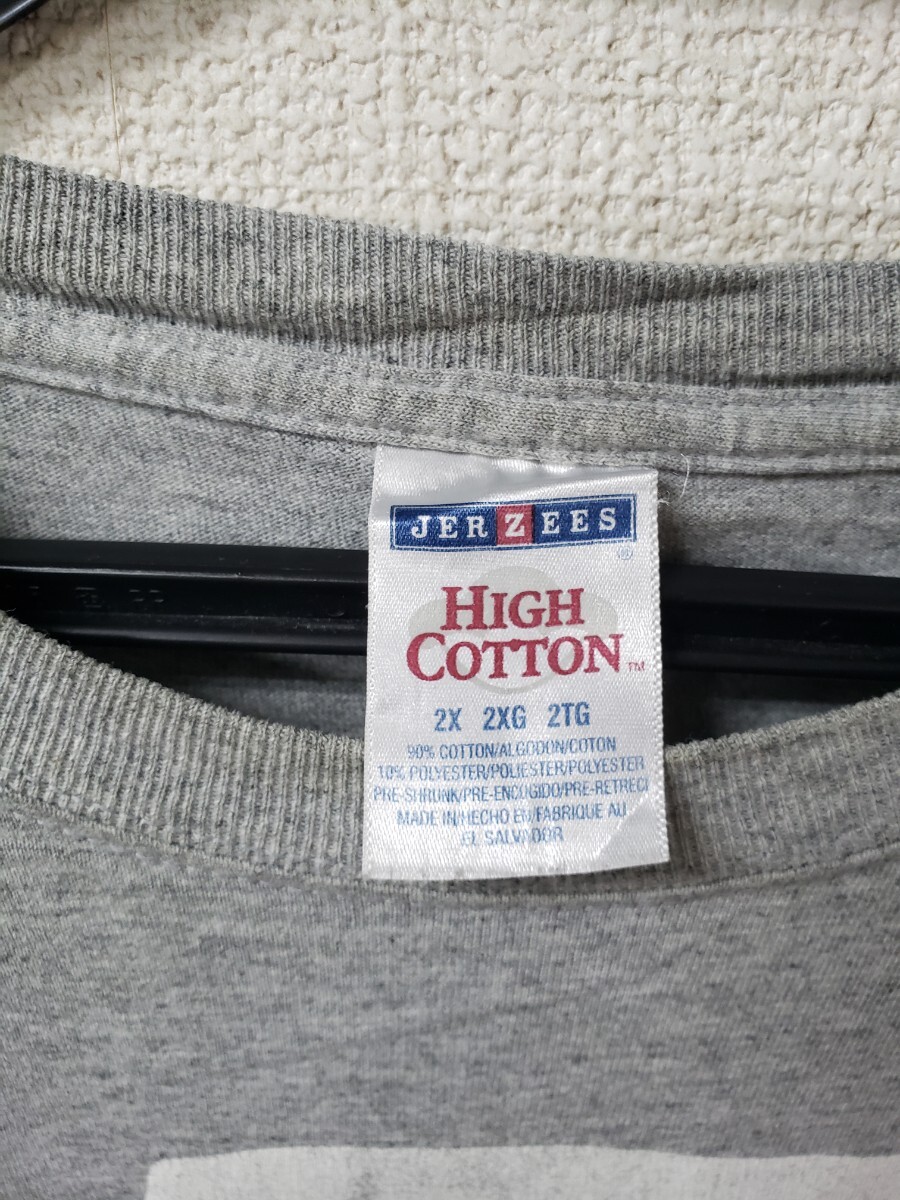 JERZEES
®
HIGH
COTTON™
2X 2XG 2TG
90% COTTON/ALGODON/COTON
10% POLYESTER/POLIESTER/POLYESTER
PRE-SHRUNK/PRE-ENCOGIDO/PRE-RETRECI
MADE IN/HECHO EN/FABRIQUE AU
EL SALVADOR